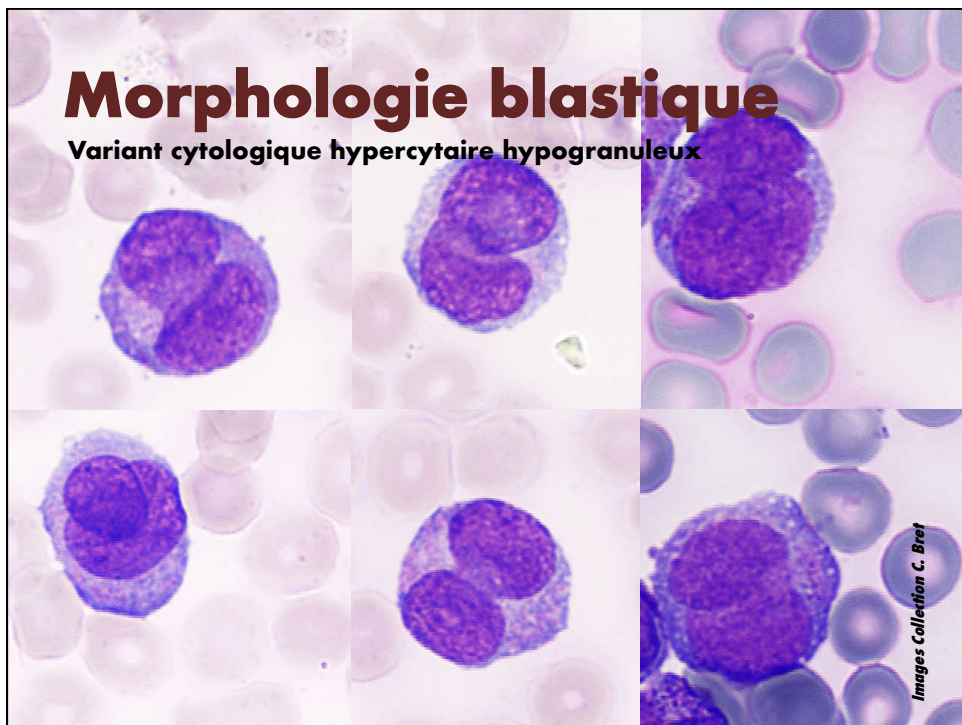 Morphologie blastique
Variant cytologique hypercytaire hypogranuleux
Images Collection C. Bret